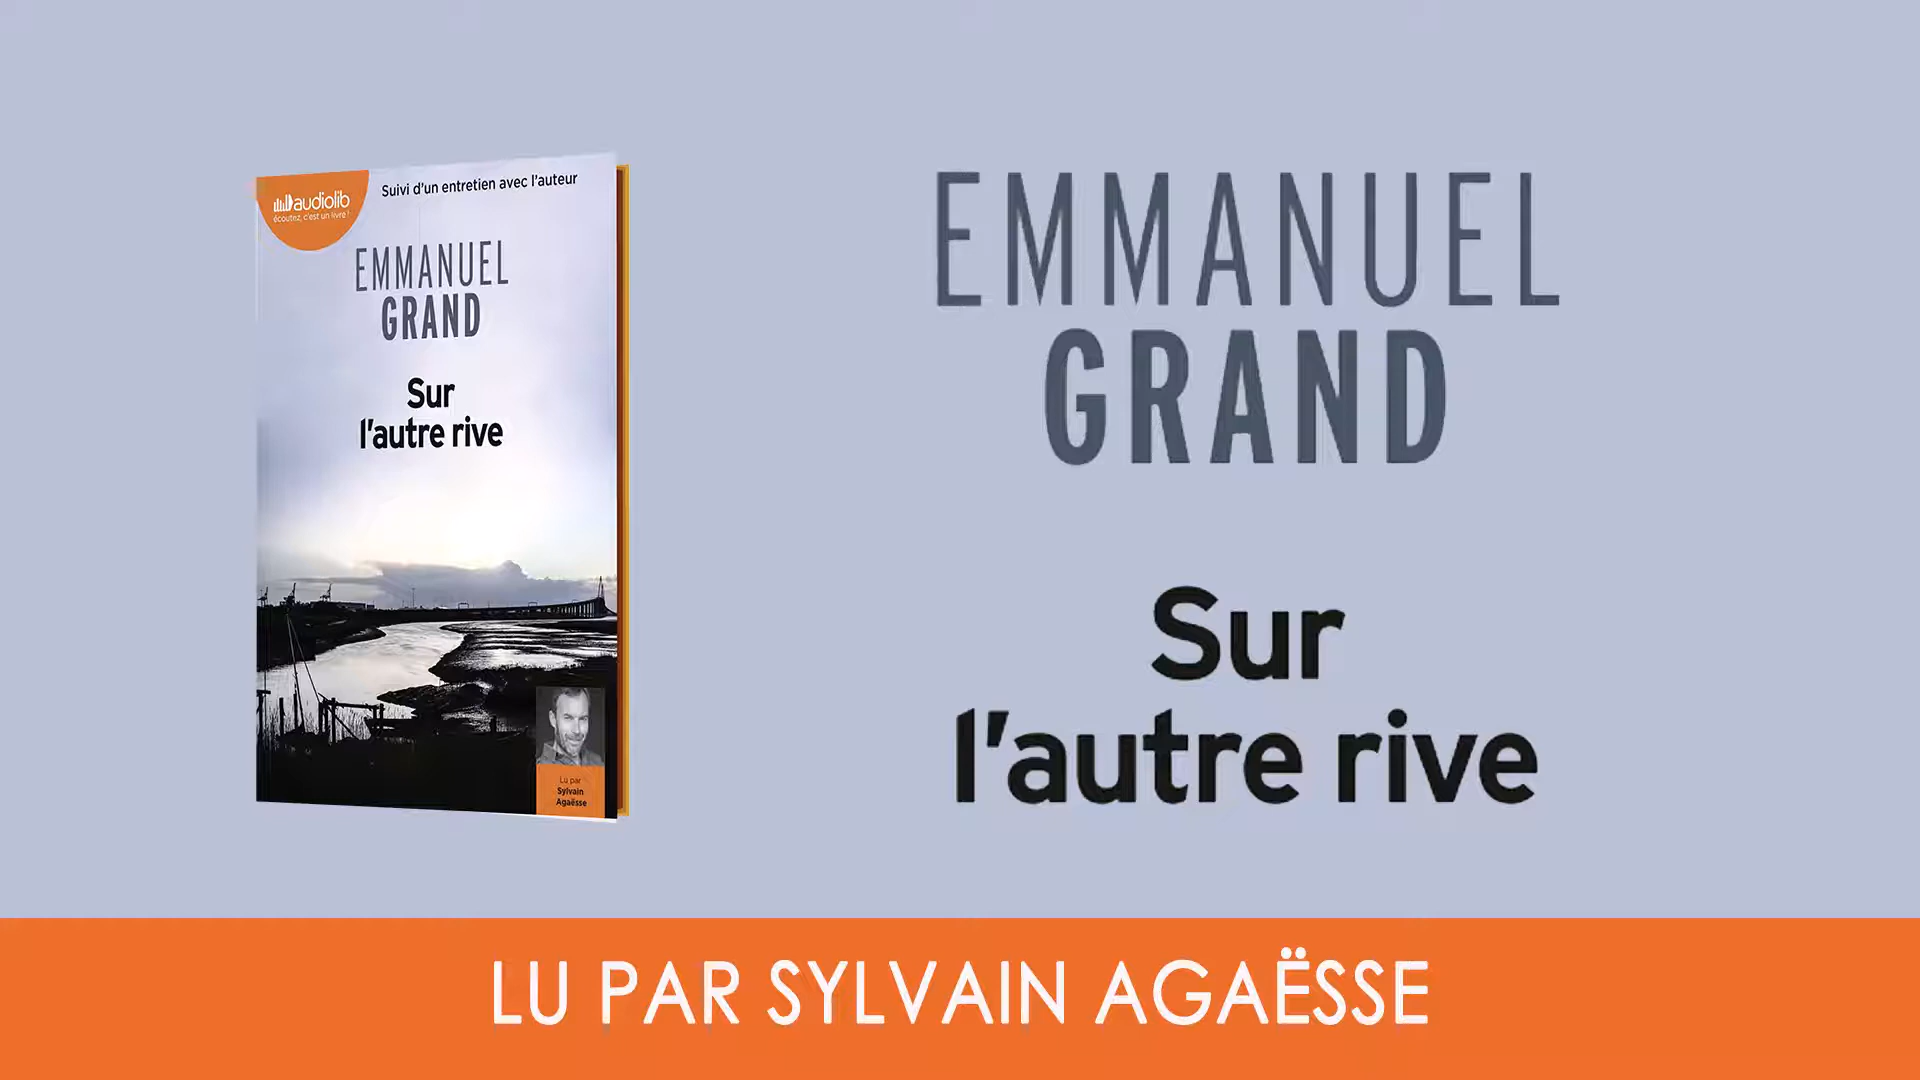 audiolib
écoutez, c'est un livre !
Suivi d'un entretien avec l'auteur
EMMANUEL
GRAND
Sur
l'autre rive
Lu par
Sylvain
Agaësse
EMMANUEL
GRAND
Sur
l'autre rive
LU PAR SYLVAIN AGAËSSE